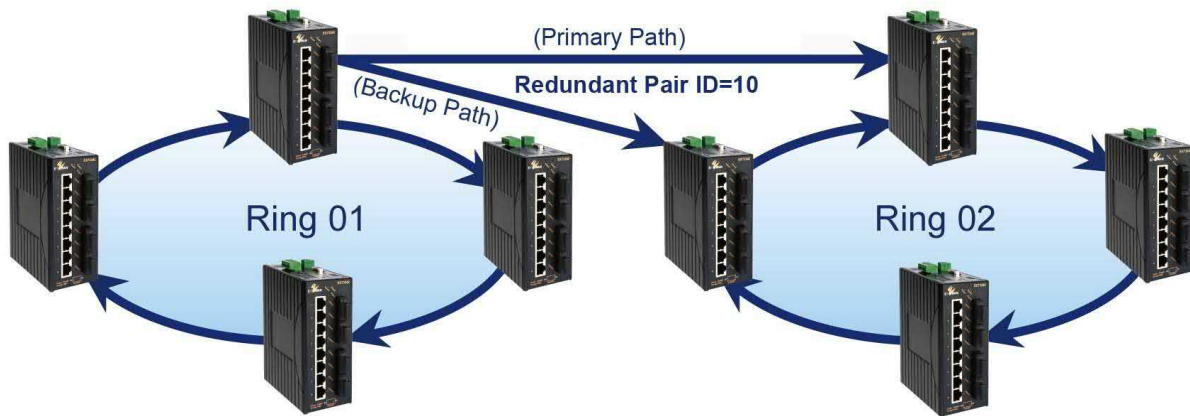 (Primary Path)
Redundant Pair ID=10
(Backup Path)
Ring 01
Ring 02